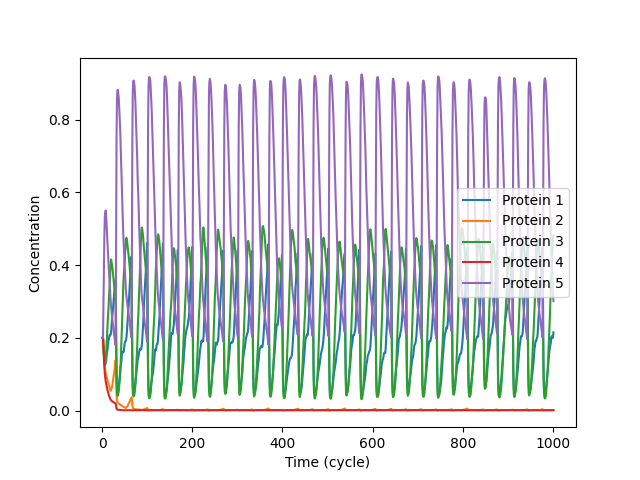 0.8
0.6
0.4
0.2
0.0
Concentration
0
200
400
600
800
1000
Time (cycle)
Protein 1
Protein 2
Protein 3
Protein 4
Protein 5